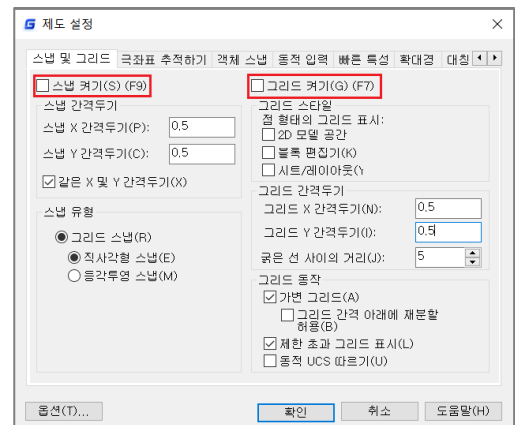 제도 설정
스냅 및 그리드 극좌표 추적하기 객체 스냅 동적 입력 빠른 특성 확대경 대칭
스냅 켜기(S) (F9)
스냅 간격두기
스냅 X 간격두기(P): 0.5
스냅 Y 간격두기(C): 0.5
같은 X 및 Y 간격두기(X)
스냅 유형
그리드 스냅(R)
직사각형 스냅(E)
등각투영 스냅(M)
그리드 켜기(G) (F7)
그리드 스타일
점 형태의 그리드 표시:
2D 모델 공간
블록 편집기(K)
시트/레이아웃(
그리드 간격두기
그리드 X 간격두기(N): 0.5
그리드 Y 간격두기(I): 0.5
굵은 선 사이의 거리(J): 5
그리드 동작
가변 그리드(A)
그리드 간격 아래에 재분할
허용(B)
제한 초과 그리드 표시(L)
동적 UCS 따르기(U)
옵션(T)... 확인 취소 도움말(H)